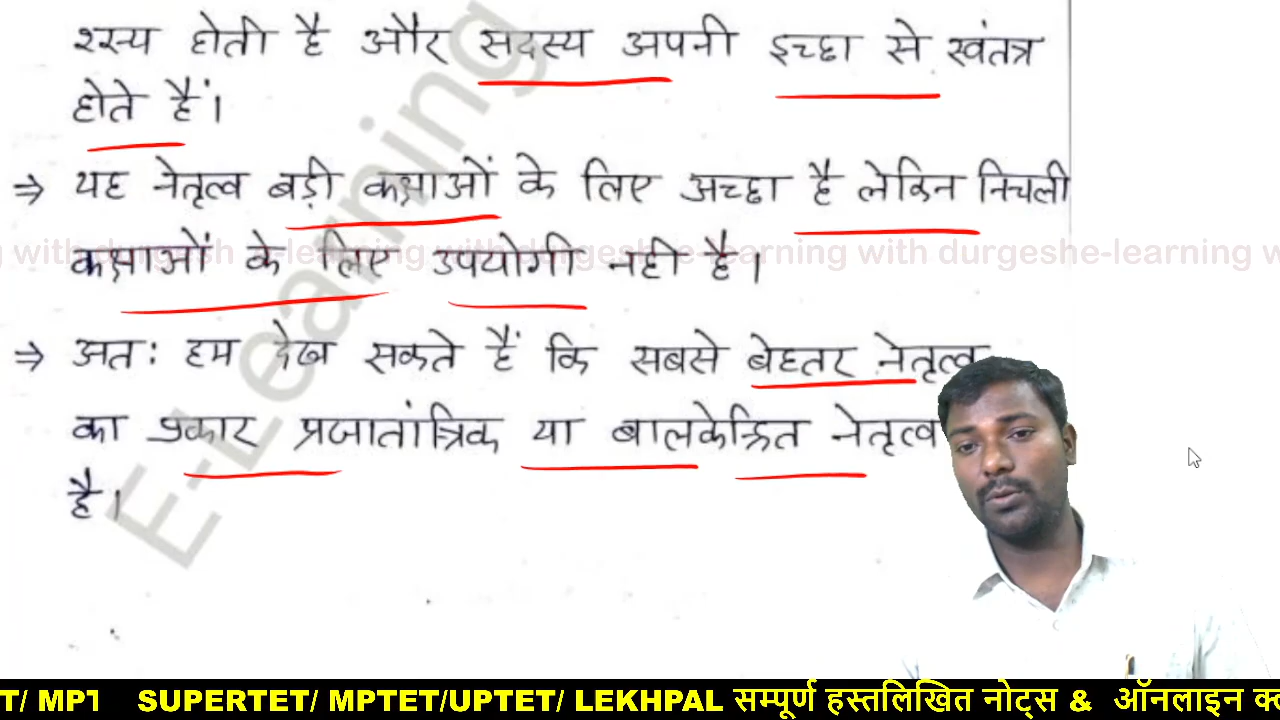 श्स्य होती है और सदस्य अपनी इच्छा से स्वंतत्र
होते हैं।
⇒ यह नेतृत्व बड़ी कक्षाओं के लिए अच्छा है लेकिन निचली
g with durgeshe-learning with durgeshe-learning with durgeshe-learning w
कक्षाओं के लिए उपयोगी नही है।
⇒ अतः हम देख सकते हैं कि सबसे बेहतर नेतृत्व
का प्रकार प्रजातांत्रिक या बालकेन्द्रित नेतृत्व
है।
E-Learning
T/ MPT SUPERTET/ MPTET/UPTET/ LEKHPAL सम्पूर्ण हस्तलिखित नोट्स & ऑनलाइन क्ल